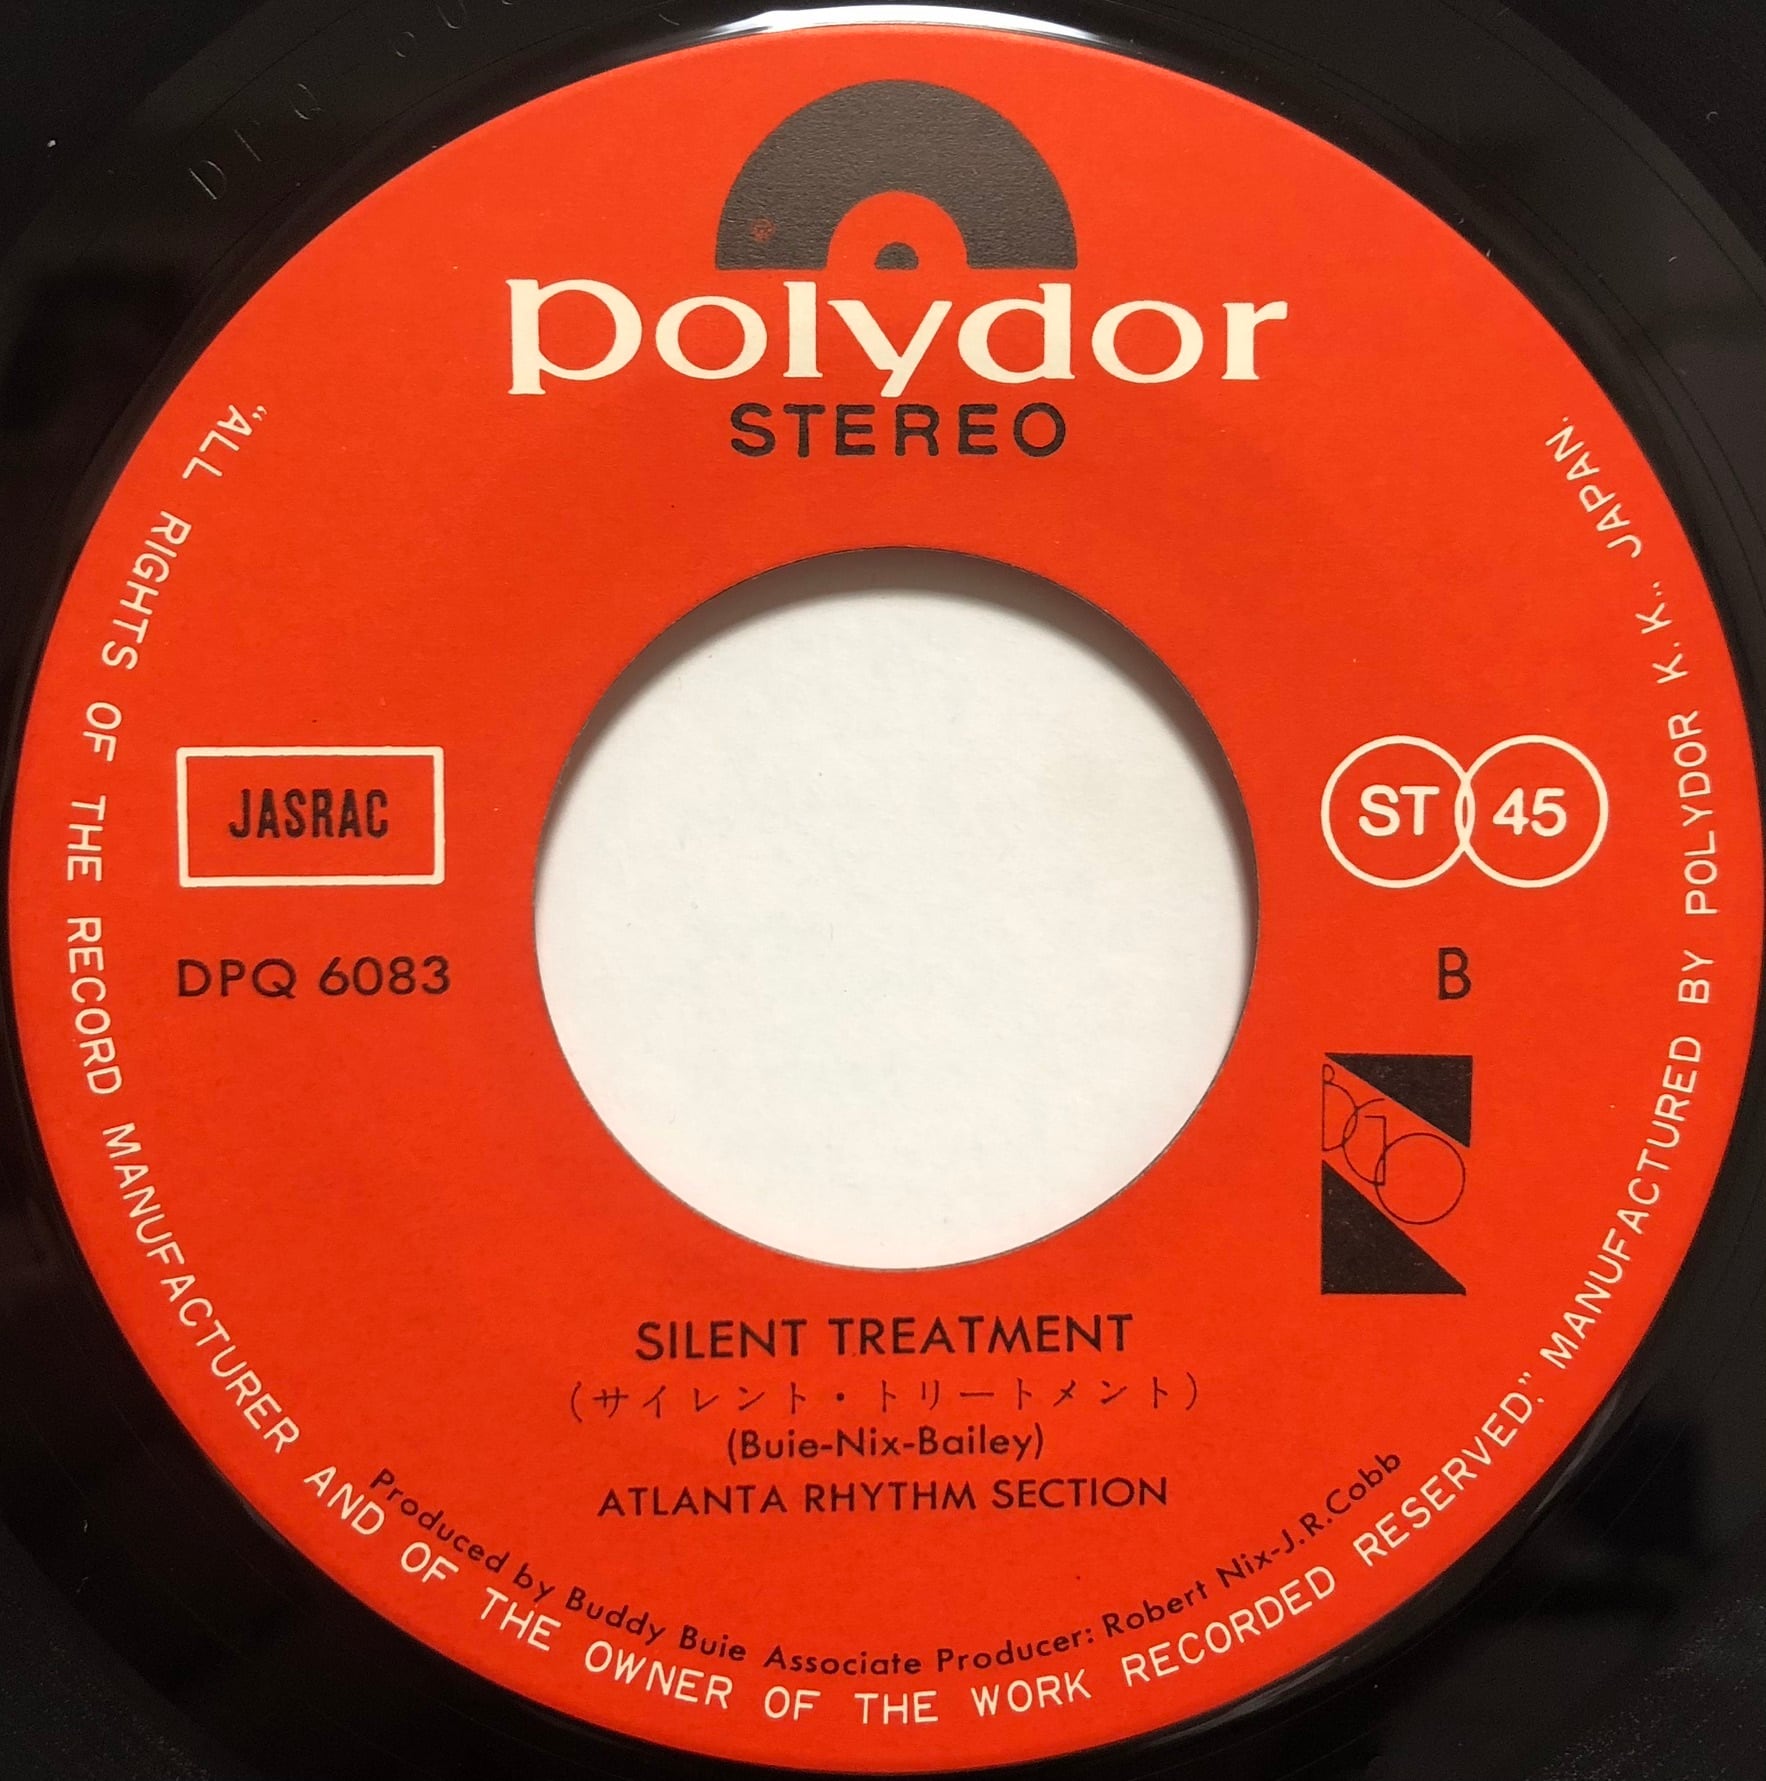 polydor
STEREO
JASRAC
ST 45
DPQ 6083
B
BGO
SILENT TREATMENT
(サイレント・トリートメント)
(Buie-Nix-Bailey)
ATLANTA RHYTHM SECTION
Produced by Buddy Buie Associate Producer: Robert Nix-J.R.Cobb
"ALL RIGHTS OF THE RECORD MANUFACTURER AND OF THE OWNER OF THE WORK RECORDED RESERVED." MANUFACTURED BY POLYDOR K.K., JAPAN.